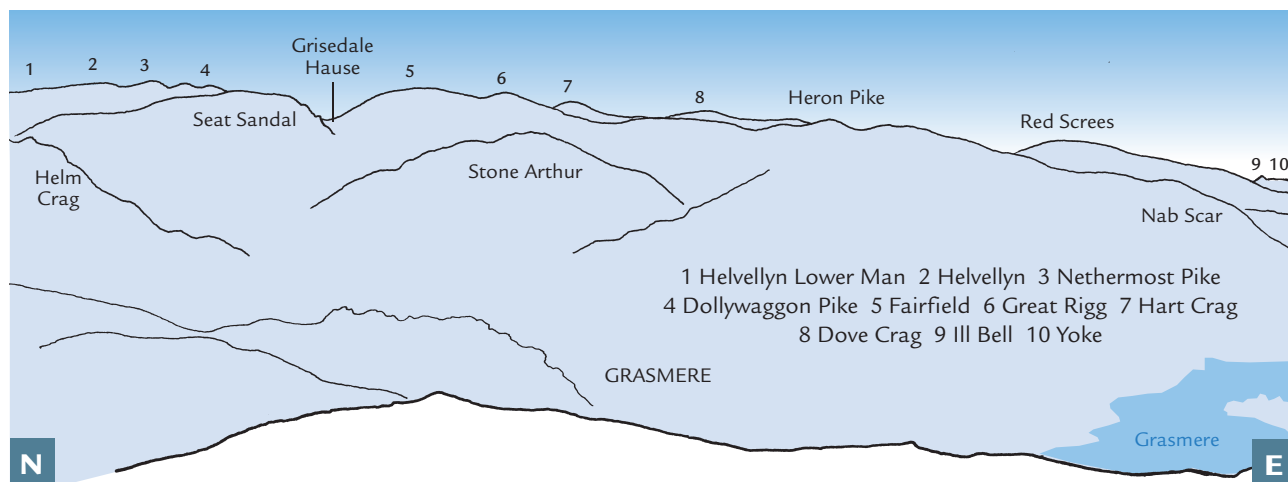 Grisedale
Hause
1 2 3 4 5 6 7 8
Heron Pike
Seat Sandal
Red Screes
Helm
Crag
Stone Arthur
9 10
Nab Scar
1 Helvellyn Lower Man 2 Helvellyn 3 Nethermost Pike
4 Dollywaggon Pike 5 Fairfield 6 Great Rigg 7 Hart Crag
8 Dove Crag 9 Ill Bell 10 Yoke
GRASMERE
Grasmere
N E